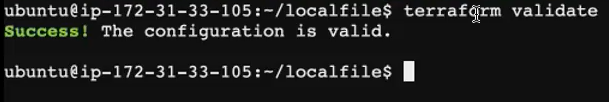 ubuntu@ip-172-31-33-105:~/localfile$ terraform validate
Success! The configuration is valid.
ubuntu@ip-172-31-33-105:~/localfile$